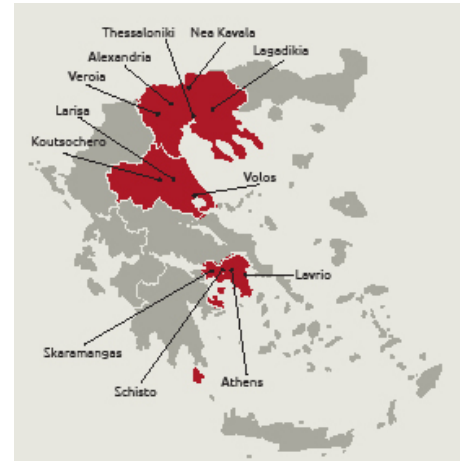 Thessaloniki
Nea Kavala
Alexandria
Lagadikia
Veroia
Larisa
Koutsochero
Volos
Lavrio
Skaramangas
Schisto
Athens